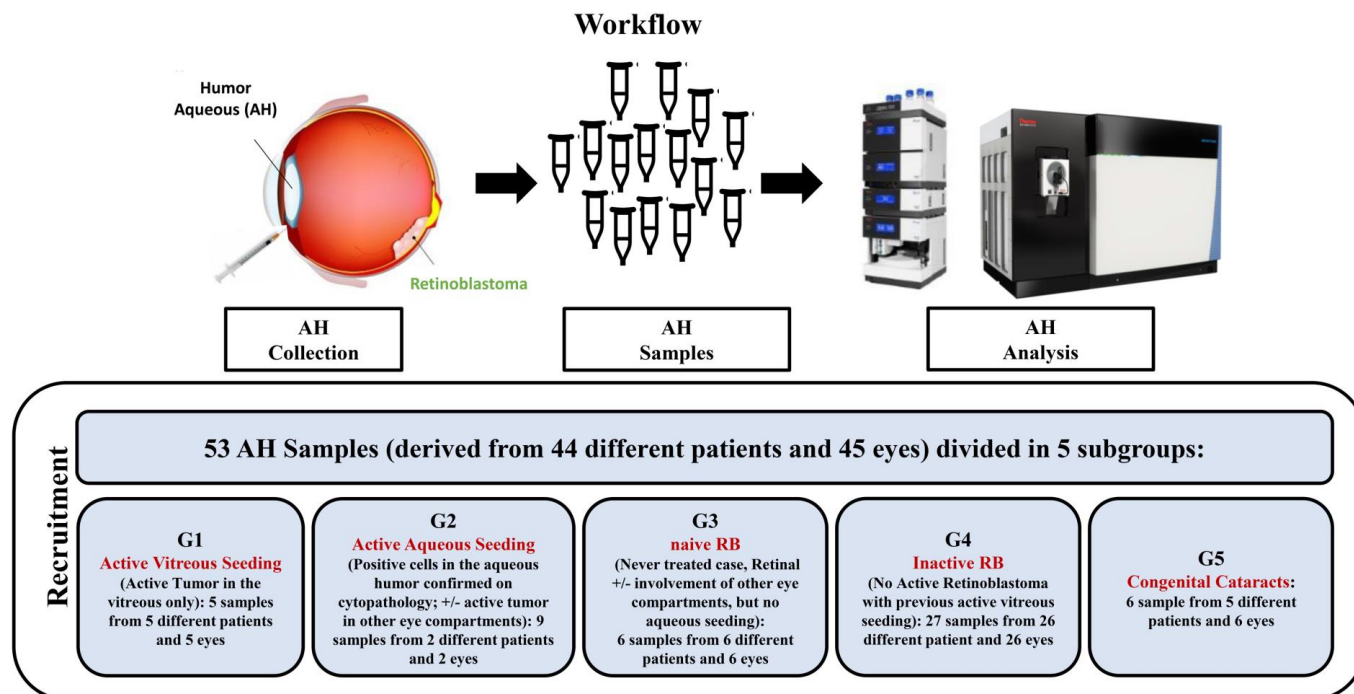 Workflow
Humor
Aqueous (AH)
Retinoblastoma
AH
Collection
AH
Samples
AH
Analysis
Recruitment
53 AH Samples (derived from 44 different patients and 45 eyes) divided in 5 subgroups:
G1
Active Vitreous Seeding
(Active Tumor in the
vitreous only): 5 samples
from 5 different patients
and 5 eyes
G2
Active Aqueous Seeding
(Positive cells in the aqueous
humor confirmed on
cytopathology; +/- active tumor
in other eye compartments): 9
samples from 2 different patients
and 2 eyes
G3
naive RB
(Never treated case, Retinal
+/- involvement of other eye
compartments, but no
aqueous seeding):
6 samples from 6 different
patients and 6 eyes
G4
Inactive RB
(No Active Retinoblastoma
with previous active vitreous
seeding): 27 samples from 26
different patient and 26 eyes
G5
Congenital Cataracts:
6 sample from 5 different
patients and 6 eyes